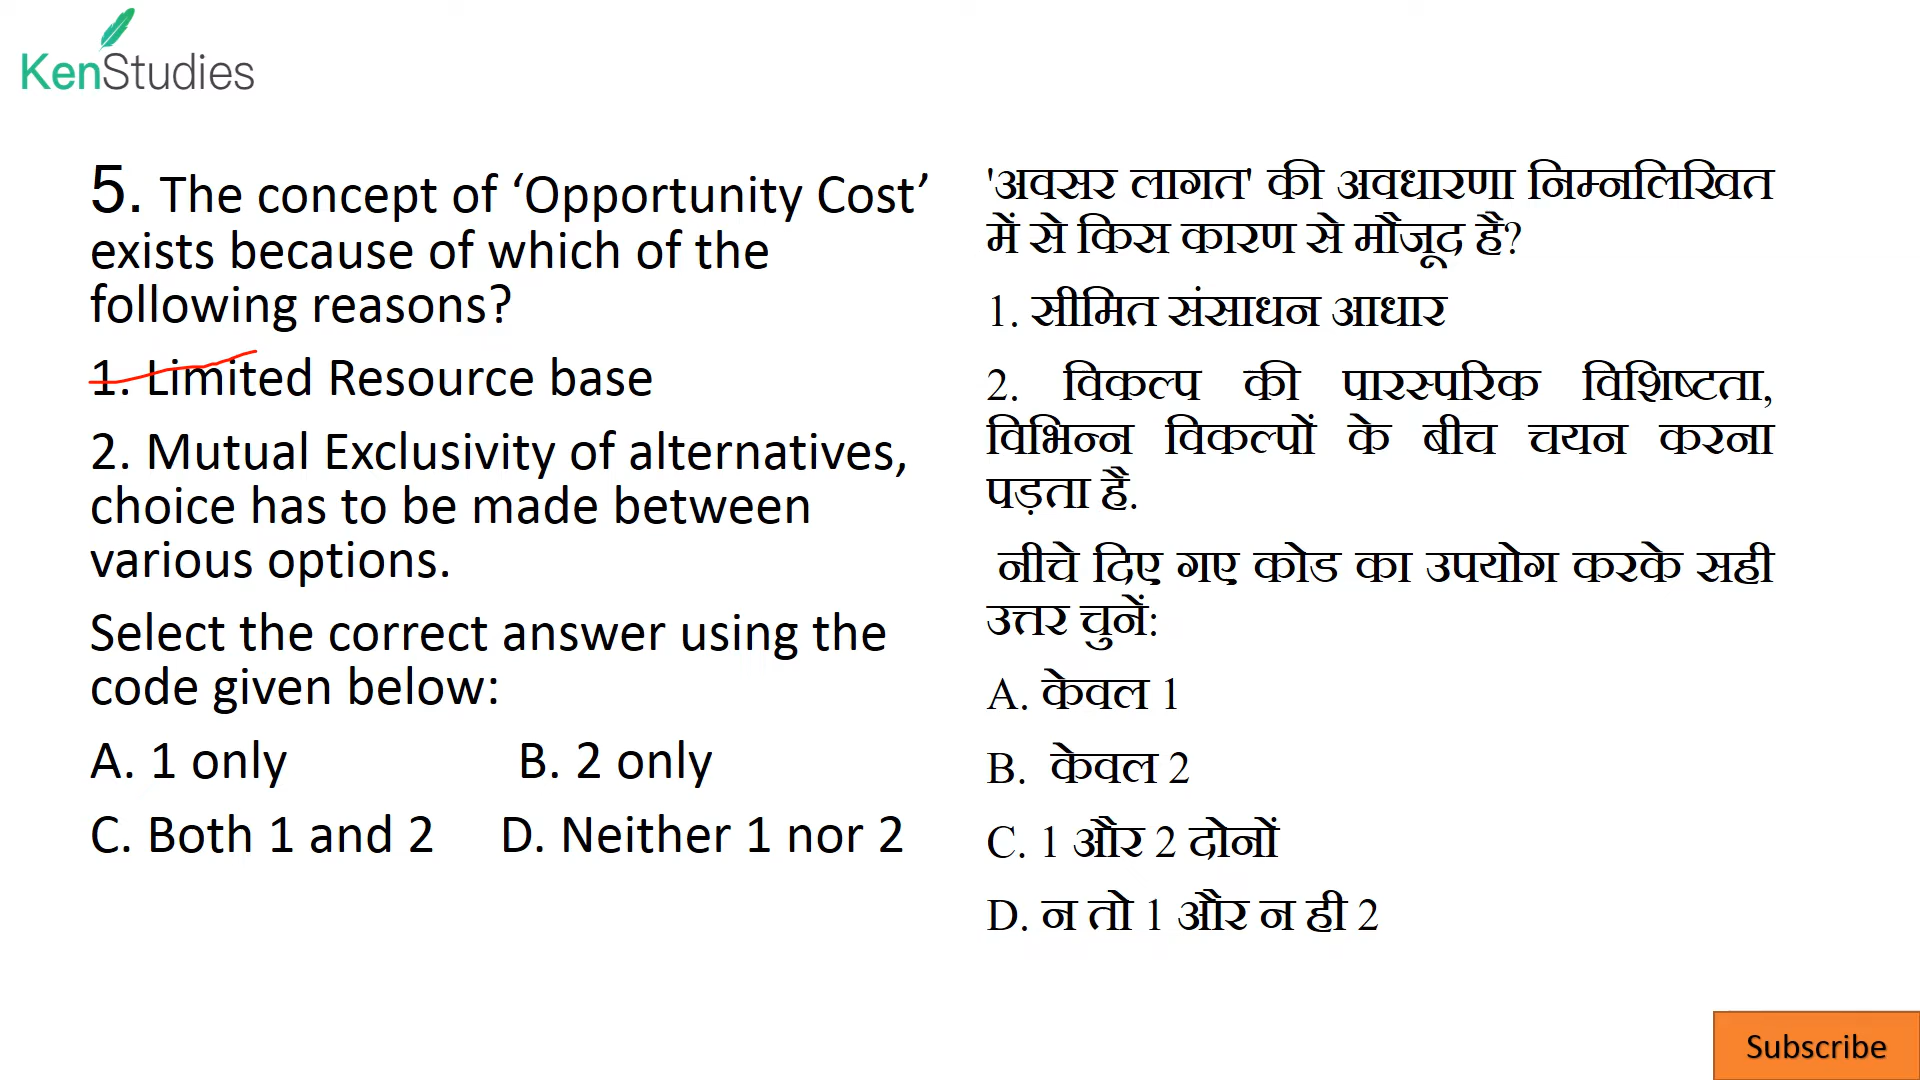 KenStudies
5. The concept of ‘Opportunity Cost’
exists because of which of the
following reasons?
1. Limited Resource base
2. Mutual Exclusivity of alternatives,
choice has to be made between
various options.
Select the correct answer using the
code given below:
A. 1 only B. 2 only
C. Both 1 and 2 D. Neither 1 nor 2
'अवसर लागत' की अवधारणा निम्नलिखित
में से किस कारण से मौजूद है?
1. सीमित संसाधन आधार
2. विकल्प की पारस्परिक विशिष्टता,
विभिन्न विकल्पों के बीच चयन करना
पड़ता है.
नीचे दिए गए कोड का उपयोग करके सही
उत्तर चुनें:
A. केवल 1
B. केवल 2
C. 1 और 2 दोनों
D. न तो 1 और न ही 2
Subscribe